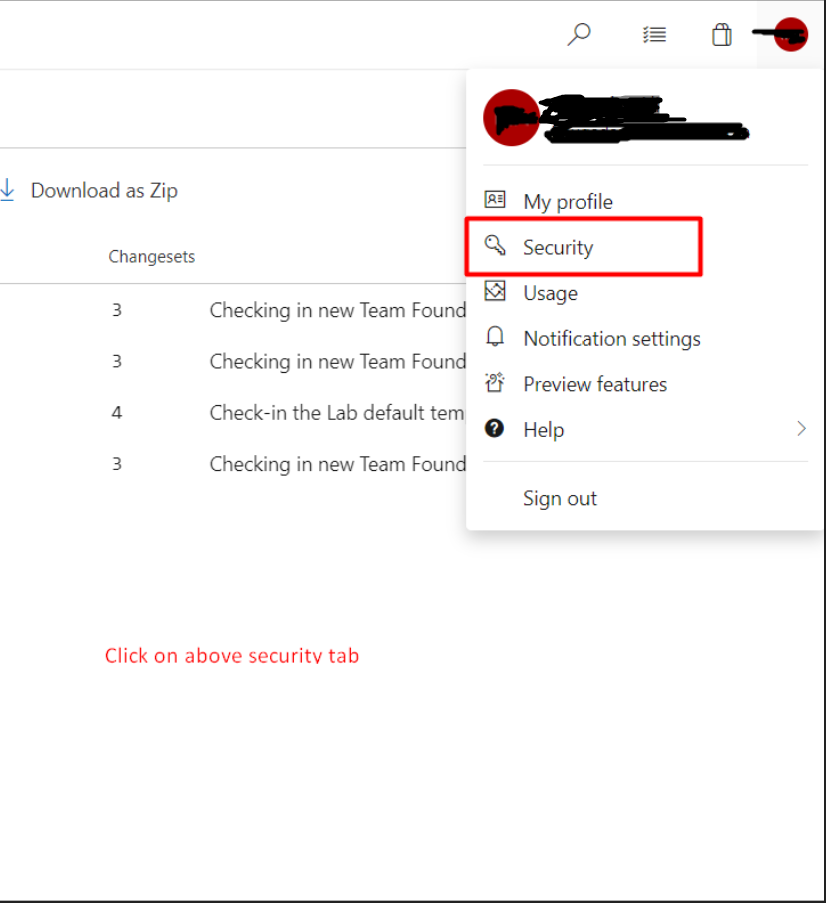 Download as Zip
Changesets
3 Checking in new Team Found
3 Checking in new Team Found
4 Check-in the Lab default tem
3 Checking in new Team Found
My profile
Security
Usage
Notification settings
Preview features
Help
Sign out
Click on above security tab